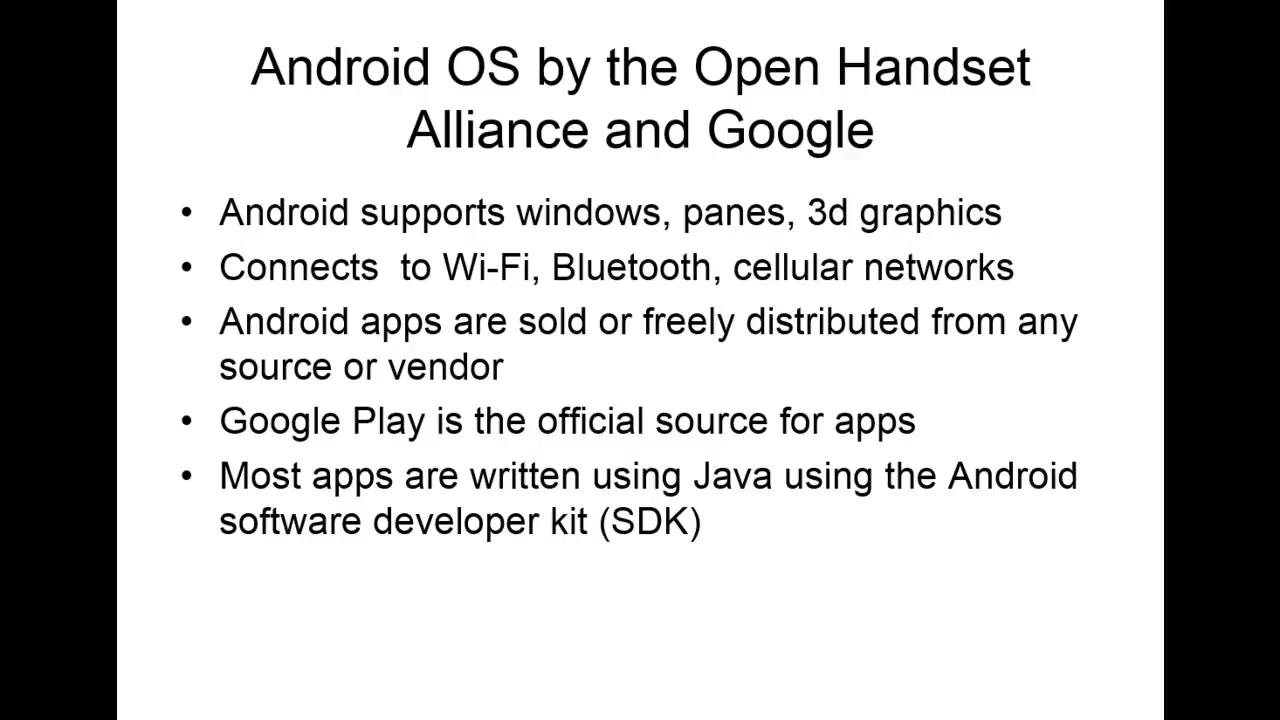 Android OS by the Open Handset
Alliance and Google
• Android supports windows, panes, 3d graphics
• Connects  to Wi-Fi, Bluetooth, cellular networks
• Android apps are sold or freely distributed from any
source or vendor
• Google Play is the official source for apps
• Most apps are written using Java using the Android
software developer kit (SDK)